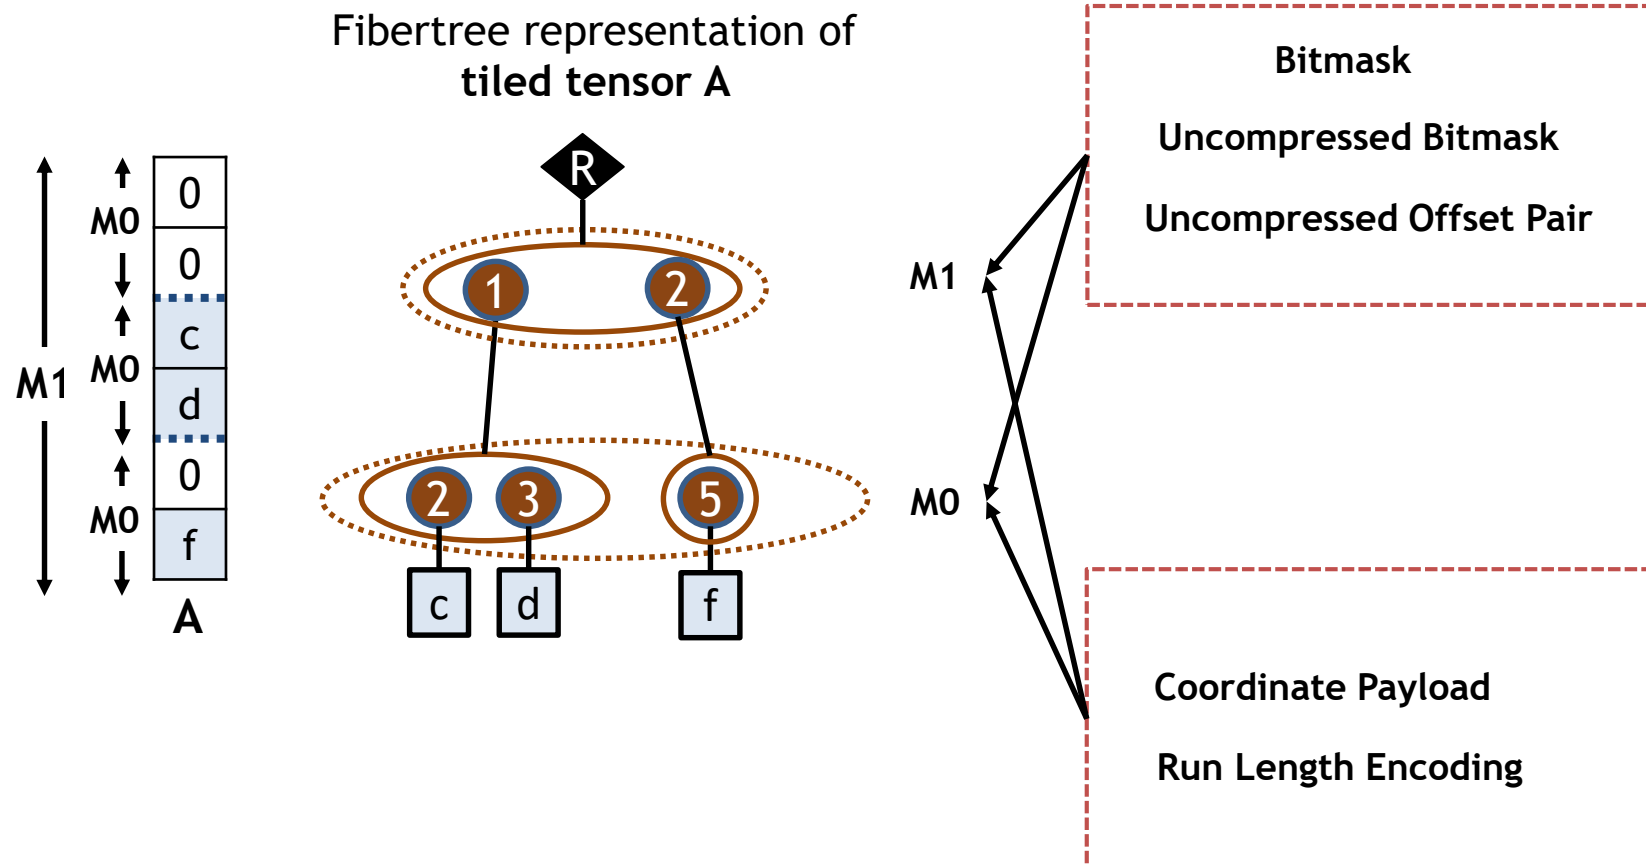 Fibertree representation of
tiled tensor A
M1
M0
M0
M0
0
0
c
d
0
f
A
R
1
2
2
3
5
c
d
f
M1
M0
Bitmask
Uncompressed Bitmask
Uncompressed Offset Pair
Coordinate Payload
Run Length Encoding